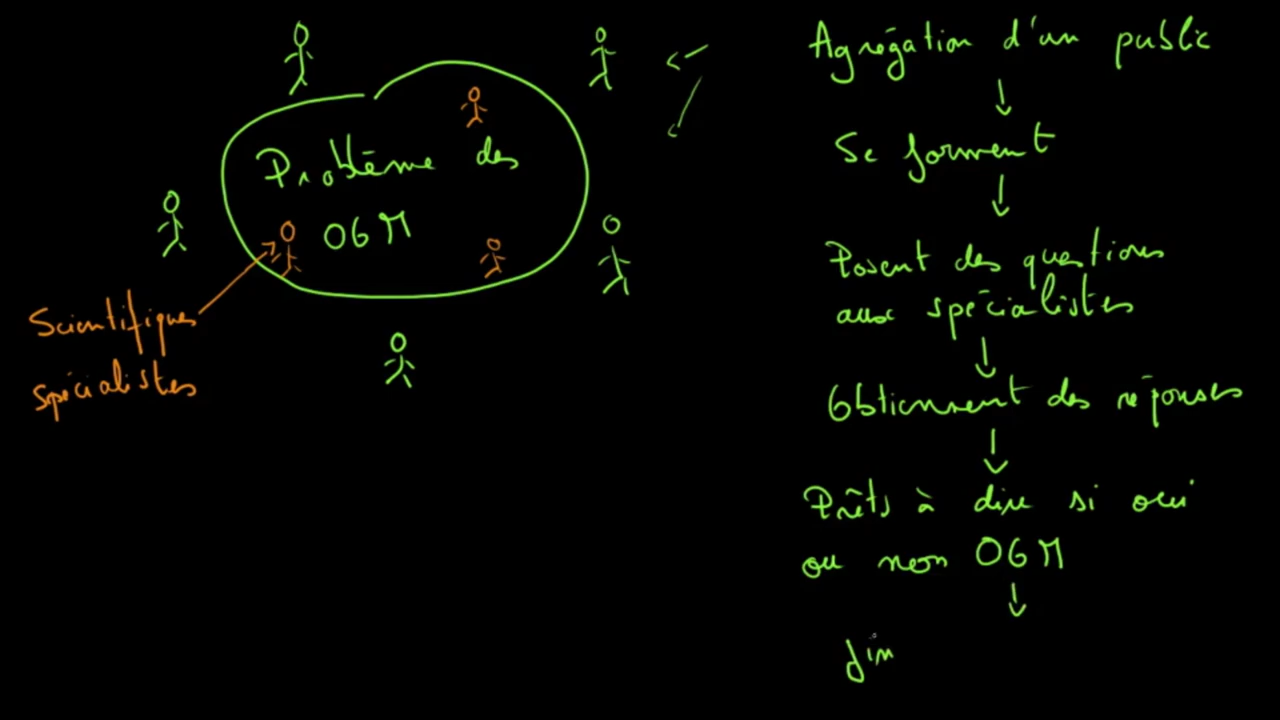 Problème des
OGM
Scientifiques
spécialistes
Agrégation d'un public
↓
Se forment
↓
Posent des questions
aux spécialistes
↓
Obtiennent des réponses
↓
Prêts à dire si oui
ou non OGM
↓
fin